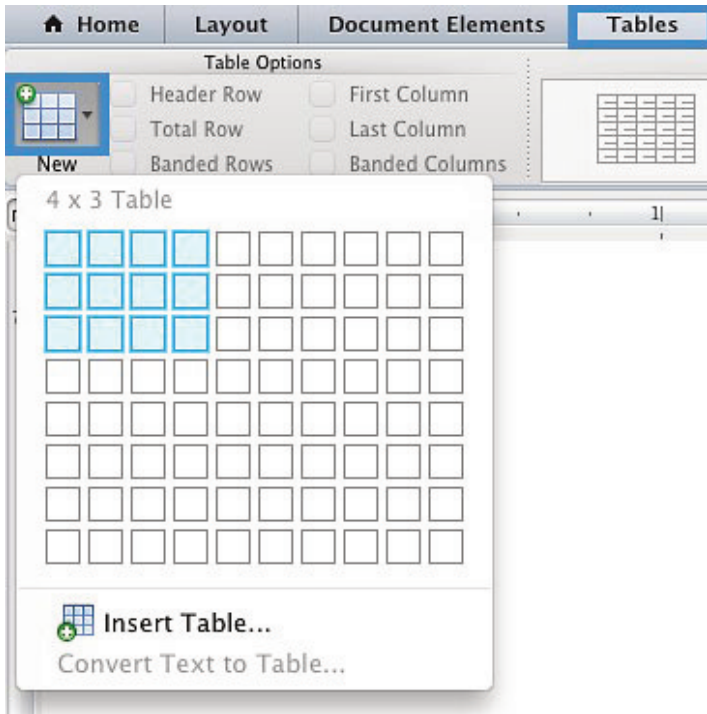 Home Layout Document Elements Tables
Table Options
Header Row First Column
Total Row Last Column
New Banded Rows Banded Columns
4 x 3 Table
1
Insert Table...
Convert Text to Table...